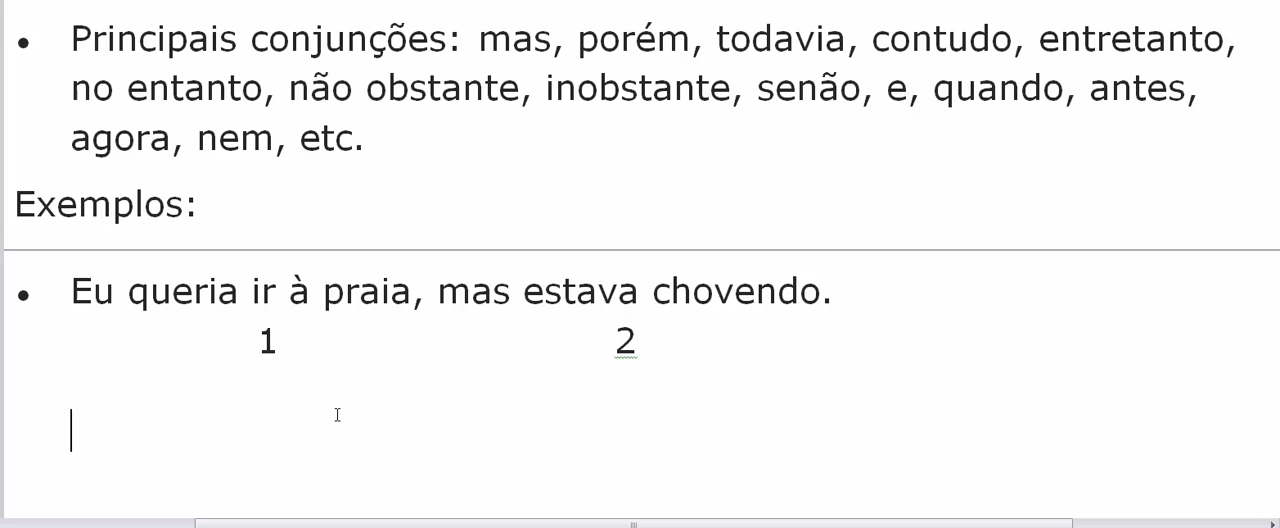 • Principais conjunções: mas, porém, todavia, contudo, entretanto,
no entanto, não obstante, inobstante, senão, e, quando, antes,
agora, nem, etc.
Exemplos:
• Eu queria ir à praia, mas estava chovendo.
1 2